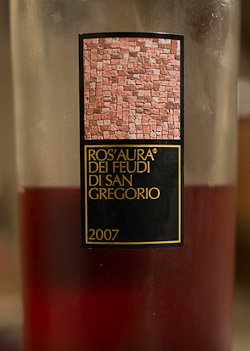 ROS'AURA©
DEI FEUDI
DI SAN
GREGORIO
2007